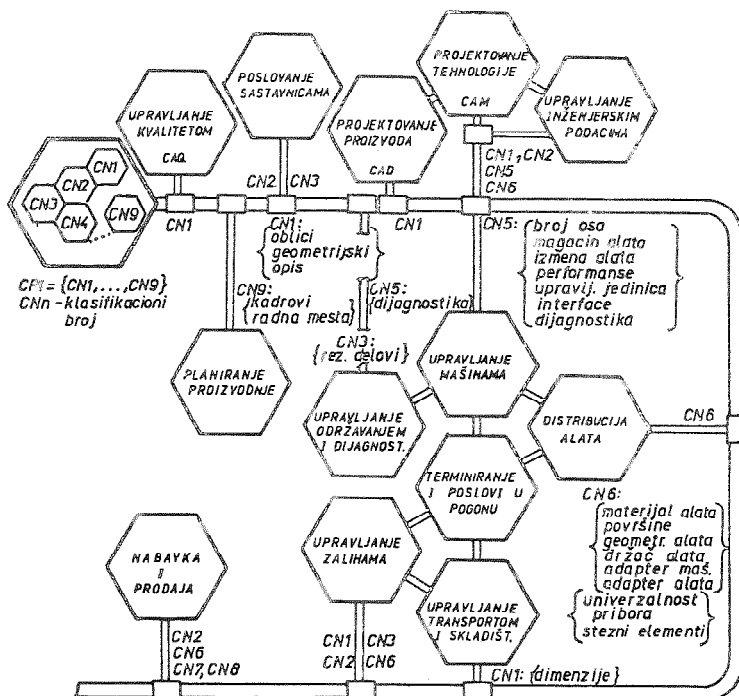 PROJEKTOVANJE
TEHNOLOGIJE
CAM
POSLOVANJE
SASTAVNICAMA
UPRAVLJANJE
KVALITETOM
CAQ
PROJEKTOVANJE
PROIZVODA
CAD
UPRAVLJANJE
INŽENJERSKIM
PODACIMA
CN1
CN2
CN3
CN4
CN9
CN1
CN2
CN3
CN1
CN1, CN2
CN5
CN6
CPI = {CN1,...,CN9}
CNn - klasifikacioni
broj
CN1:
oblici
geometrijski
opis
CN9:
kadrovi
radna mesta
CN5:
{dijagnostika}
CN3:
{rez. delovi}
CN5:
broj osa
magacin alata
izmena alata
performanse
upravlj. jedinica
interface
dijagnostika
PLANIRANJE
PROIZVODNJE
UPRAVLJANJE
MAŠINAMA
UPRAVLJANJE
ODRŽAVANJEM
I DIJAGNOST.
DISTRIBUCIJA
ALATA
CN6
TERMINIRANJE
I POSLOVI U
POGONU
CN6:
materijal alata
površine
geometr. alata
držač alata
adapter maš.
adapter alata
univerzalnost
pribora
stezni elementi
NABAVKA
I
PRODAJA
UPRAVLJANJE
ZALIHAMA
UPRAVLJANJE
TRANSPORTOM
I SKLADIŠT.
CN2
CN6
CN7, CN8
CN1 CN3
CN2 CN6
CN1: {dimenzije}